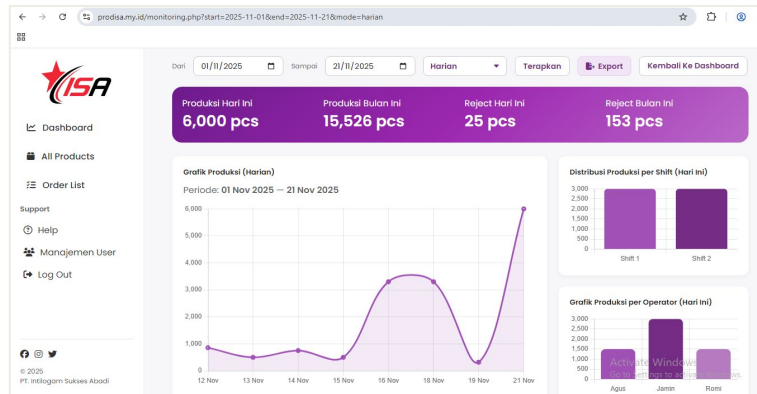 prodisa.my.id/monitoring.php?start=2025-11-01&end=2025-11-21&mode=harian
ISA
Dashboard
All Products
Order List
Support
Help
Manajemen User
Log Out
© 2025
PT. Intilogam Sukses Abadi
Dari 01/11/2025 Sampai 21/11/2025 Harian Terapkan Export Kembali Ke Dashboard
Produksi Hari Ini
6,000 pcs
Produksi Bulan Ini
15,526 pcs
Reject Hari Ini
25 pcs
Reject Bulan Ini
153 pcs
Grafik Produksi (Harian)
Periode: 01 Nov 2025 — 21 Nov 2025
6,000
5,000
4,000
3,000
2,000
1,000
0
12 Nov 13 Nov 14 Nov 15 Nov 16 Nov 18 Nov 19 Nov 21 Nov
Distribusi Produksi per Shift (Hari Ini)
3,000
2,500
2,000
1,500
1,000
500
0
Shift 1 Shift 2
Grafik Produksi per Operator (Hari Ini)
3,000
2,500
2,000
1,500
1,000
500
0
Agus Jamin Romi
Activate Windows
Go to Settings to activate Windows.